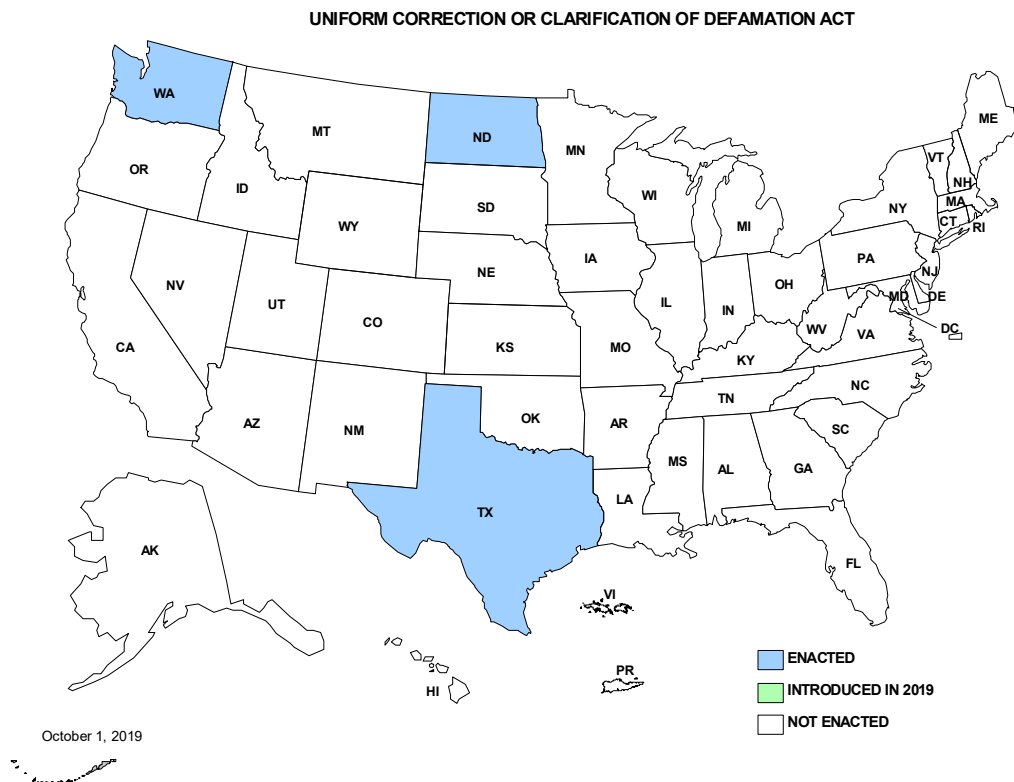 UNIFORM CORRECTION OR CLARIFICATION OF DEFAMATION ACT
WA
MT
ND
MN
ME
OR
ID
SD
WI
VT
NH
MA
WY
MI
NY
CT
RI
NE
IA
PA
NV
UT
CO
IL
IN
OH
NJ
MD
DE
DC
CA
KS
MO
KY
WV
VA
AZ
NM
OK
AR
TN
NC
SC
MS
AL
GA
LA
TX
FL
AK
VI
HI
PR
ENACTED
INTRODUCED IN 2019
NOT ENACTED
October 1, 2019